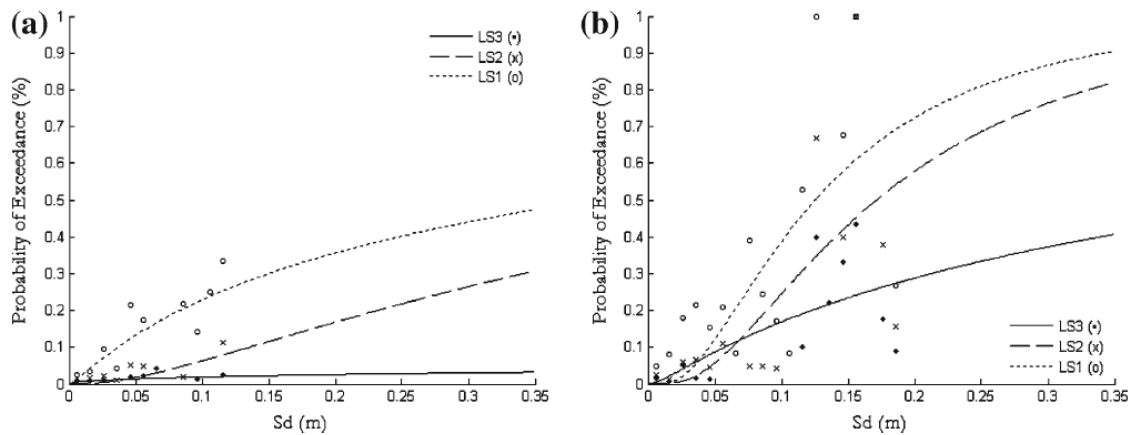 (a)
LS3 (•)
LS2 (x)
LS1 (o)
Probability of Exceedance (%)
1
0.9
0.8
0.7
0.6
0.5
0.4
0.3
0.2
0.1
0
0 0.05 0.1 0.15 0.2 0.25 0.3 0.35
Sd (m)
(b)
Probability of Exceedance (%)
1
0.9
0.8
0.7
0.6
0.5
0.4
0.3
0.2
0.1
0
LS3 (•)
LS2 (x)
LS1 (o)
0 0.05 0.1 0.15 0.2 0.25 0.3 0.35
Sd (m)